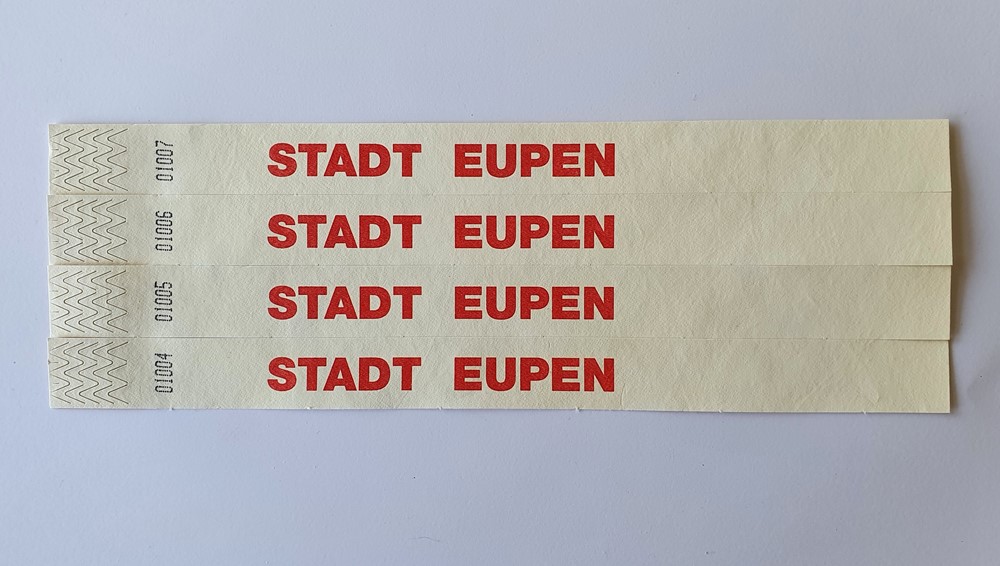 01007 STADT EUPEN
01006 STADT EUPEN
01005 STADT EUPEN
01004 STADT EUPEN